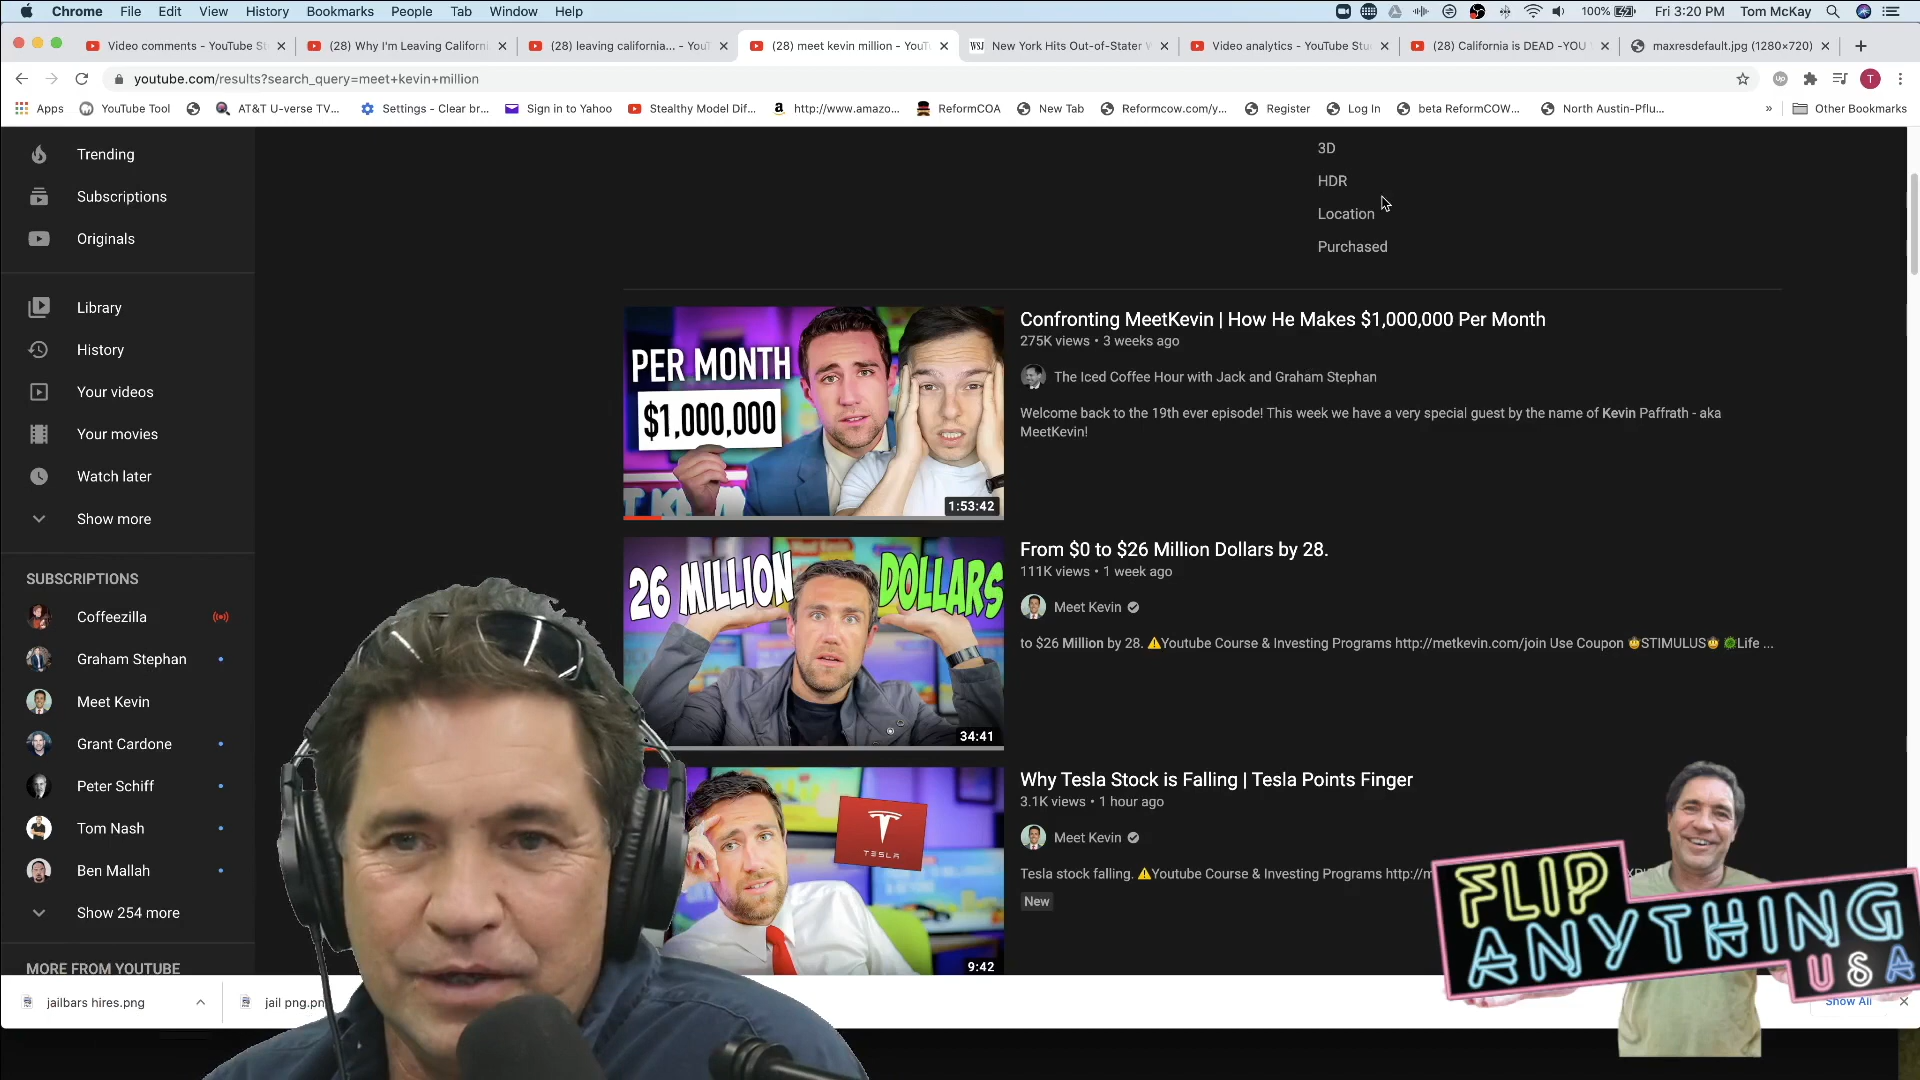 Chrome File Edit View History Bookmarks People Tab Window Help
100% Fri 3:20 PM Tom McKay
Video comments - YouTube S
(28) Why I'm Leaving Californi
(28) leaving california... - You
(28) meet kevin million - YouT
WSJ New York Hits Out-of-Stater
Video analytics - YouTube Stu
(28) California is DEAD -YOU
maxresdefault.jpg (1280×720)
youtube.com/results?search_query=meet+kevin+million
Up
T
Apps
YouTube Tool
AT&T U-verse TV...
Settings - Clear br...
Sign in to Yahoo
Stealthy Model Dif...
http://www.amazo...
ReformCOA
New Tab
Reformcow.com/y...
Register
Log In
beta ReformCOW...
North Austin-Pflu...
»
Other Bookmarks
Trending
Subscriptions
Originals
Library
History
Your videos
Your movies
Watch later
Show more
SUBSCRIPTIONS
Coffeezilla
Graham Stephan
Meet Kevin
Grant Cardone
Peter Schiff
Tom Nash
Ben Mallah
Show 254 more
MORE FROM YOUTUBE
3D
HDR
Location
Purchased
PER MONTH
$1,000,000
1:53:42
Confronting MeetKevin | How He Makes $1,000,000 Per Month
275K views • 3 weeks ago
The Iced Coffee Hour with Jack and Graham Stephan
Welcome back to the 19th ever episode! This week we have a very special guest by the name of Kevin Paffrath - aka
MeetKevin!
26 MILLION DOLLARS
34:41
From $0 to $26 Million Dollars by 28.
111K views • 1 week ago
Meet Kevin
to $26 Million by 28. ⚠️Youtube Course & Investing Programs http://metkevin.com/join Use Coupon 🤠STIMULUS🤠 Life ...
TESLA
9:42
Why Tesla Stock is Falling | Tesla Points Finger
3.1K views • 1 hour ago
Meet Kevin
Tesla stock falling. ⚠️Youtube Course & Investing Programs http://m
New
FLIP
ANYTHING
USA
jailbars hires.png
jail png.pn
Show All